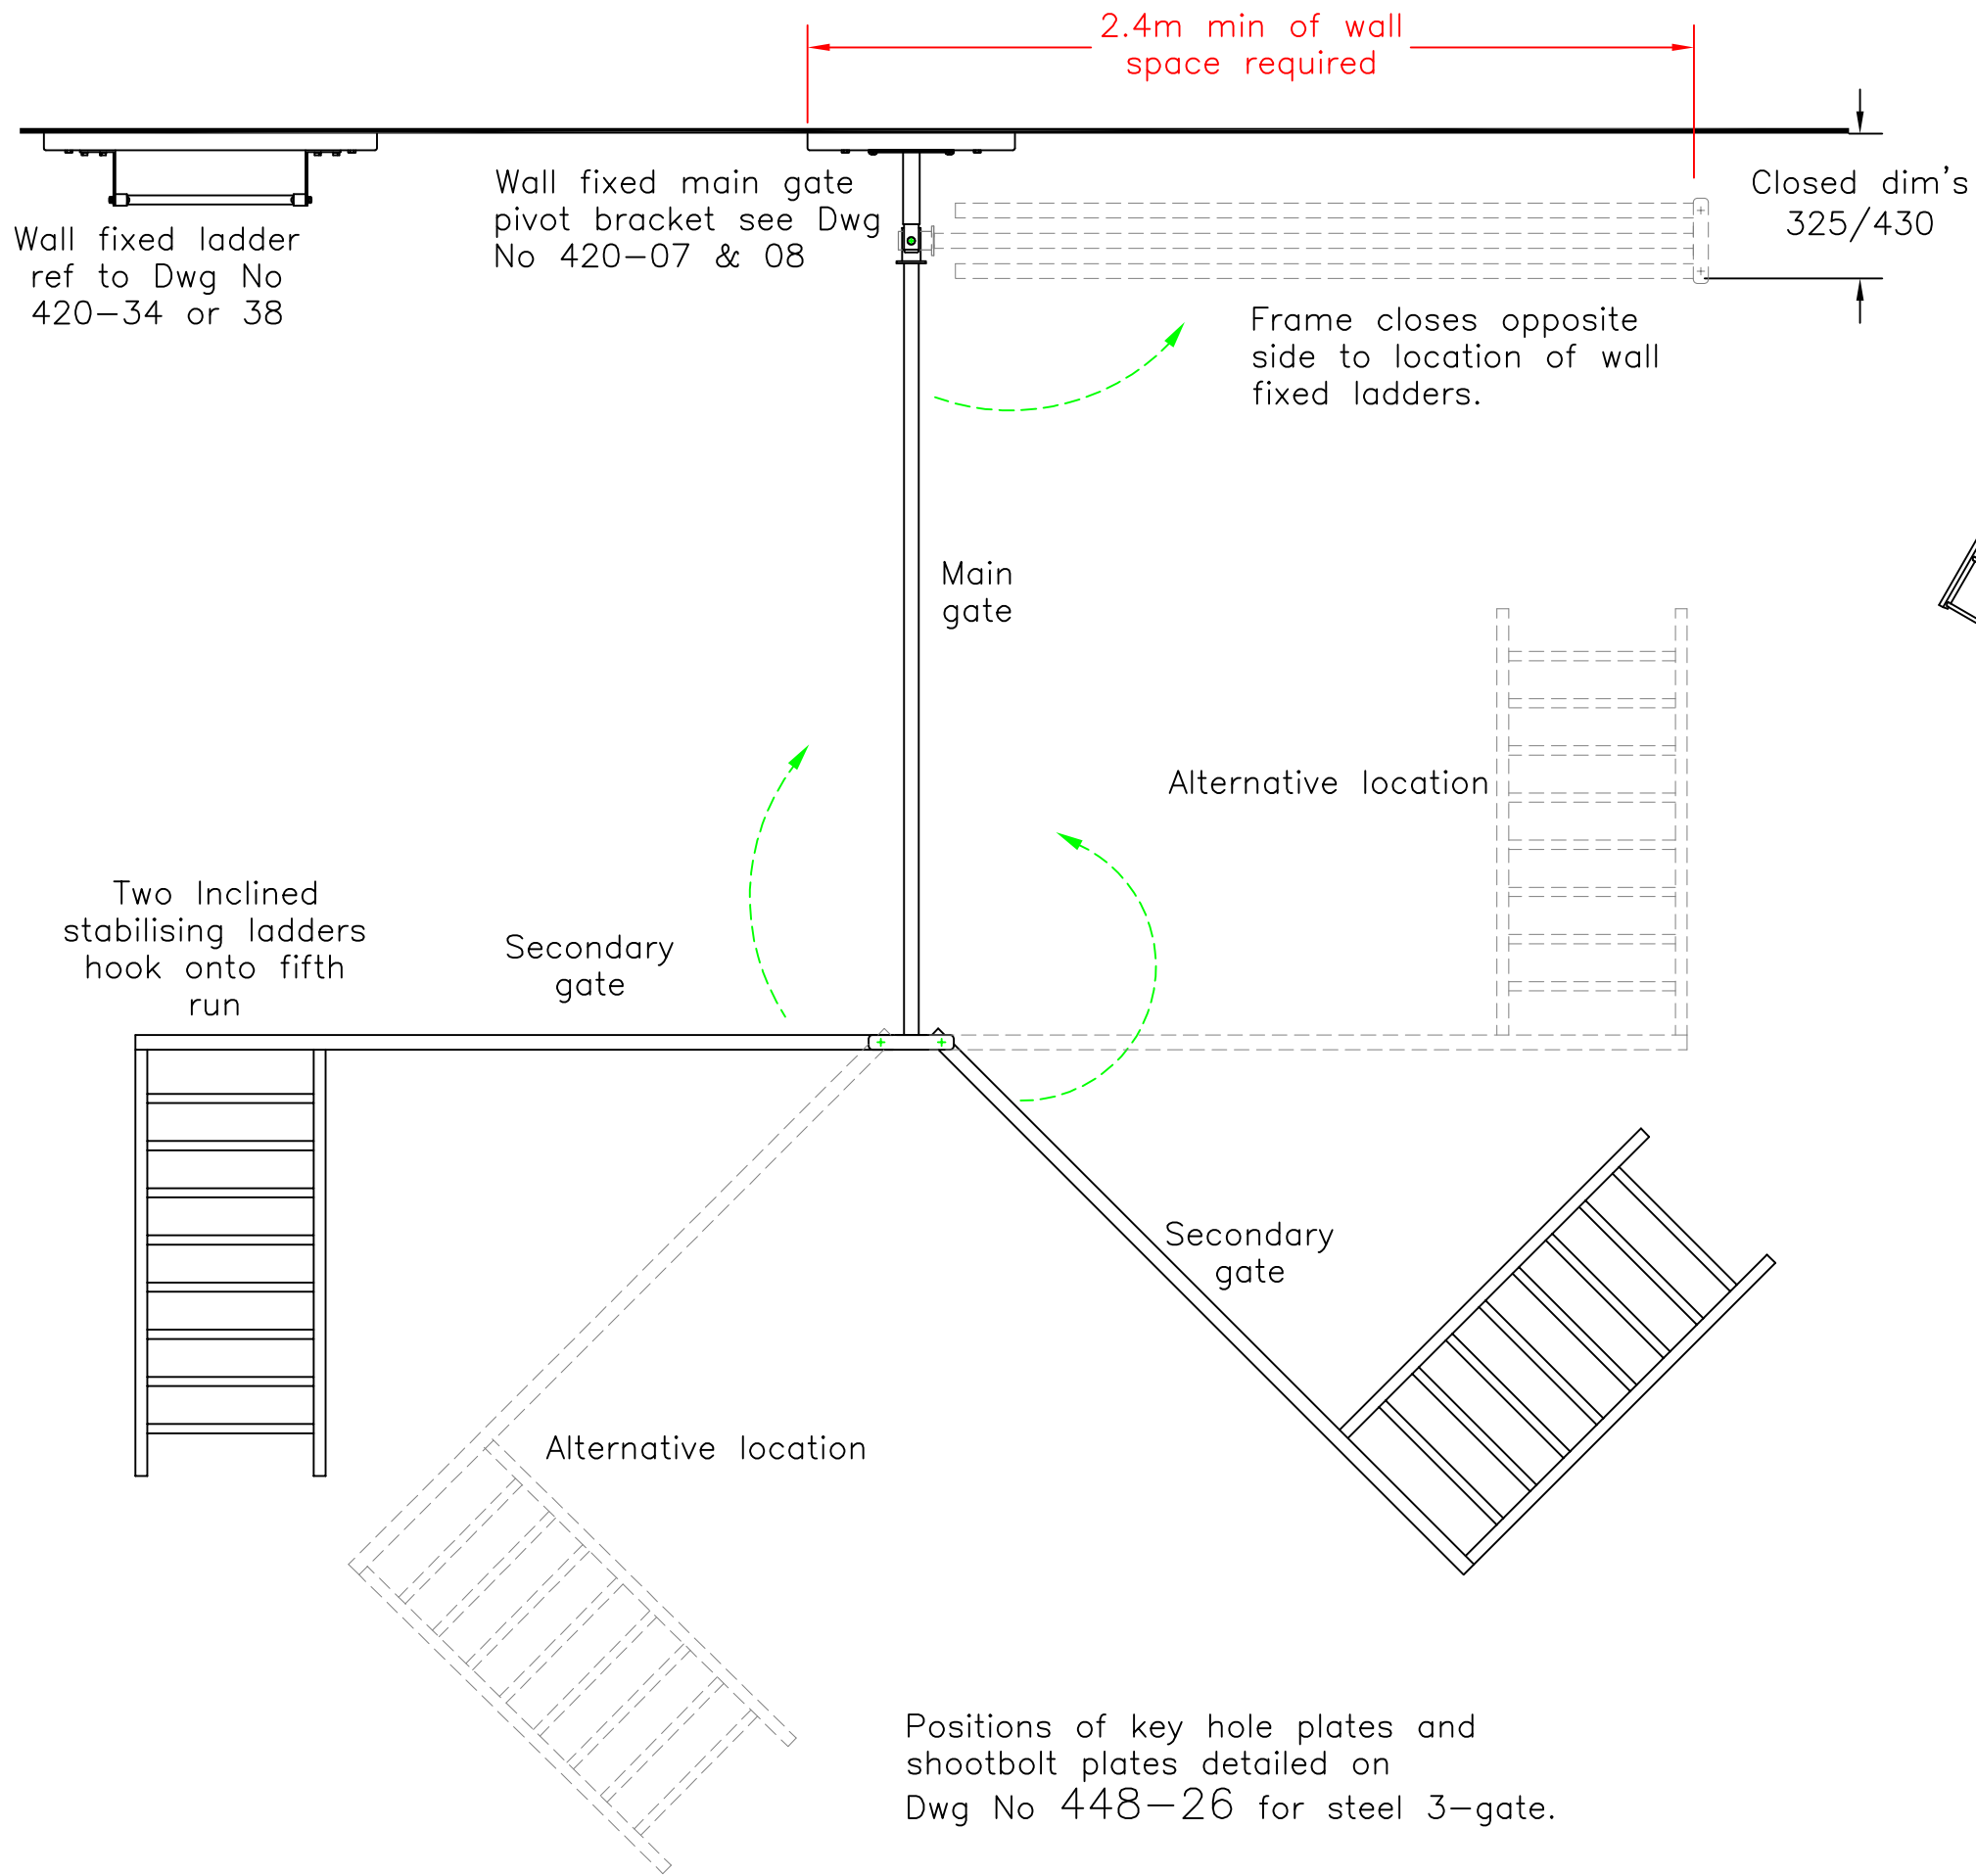 2.4m min of wall
space required
Wall fixed main gate
pivot bracket see Dwg
No 420-07 & 08
Closed dim's
325/430
Wall fixed ladder
ref to Dwg No
420-34 or 38
Frame closes opposite
side to location of wall
fixed ladders.
Main
gate
Alternative location
Two Inclined
stabilising ladders
hook onto fifth
run
Secondary
gate
Secondary
gate
Alternative location
Positions of key hole plates and
shootbolt plates detailed on
Dwg No 448-26 for steel 3-gate.